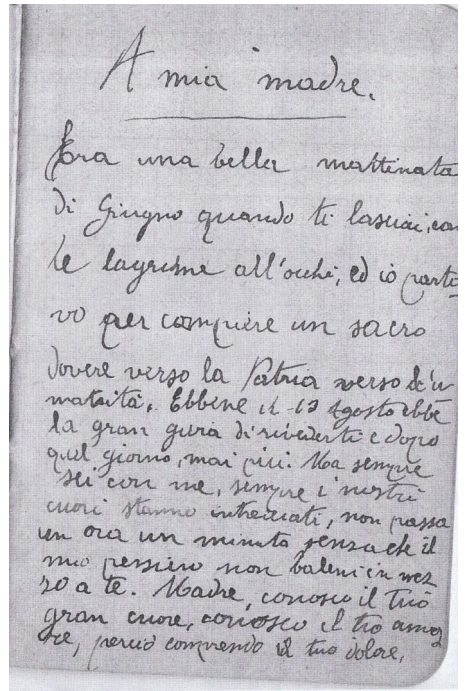 A mia madre.
Era una bella mattinata
di Giugno quando ti lasciai, con
le lagrime all'occhi, ed io parti-
vo per compiere un sacro
dovere verso la Patria verso
Ebbene il 13 Agosto ebbe
la gran di rivederti e dopo
quel giorno, mai più. Ma sempre
sei con me, sempre i nostri
cuori stanno intrecciati, non passa
un ora un minuto senza che il
mio pensiero non baleni in mez
zo a te. Madre, conosco il tuo
gran cuore, conosco il tuo amo
re, perciò comprendo il tuo dolore,